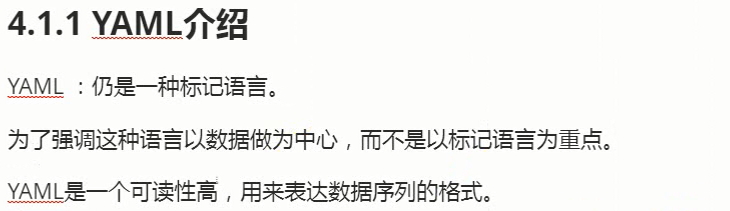 4.1.1 YAML介绍
YAML ：仍是一种标记语言。
为了强调这种语言以数据做为中心，而不是以标记语言为重点。
YAML是一个可读性高，用来表达数据序列的格式。